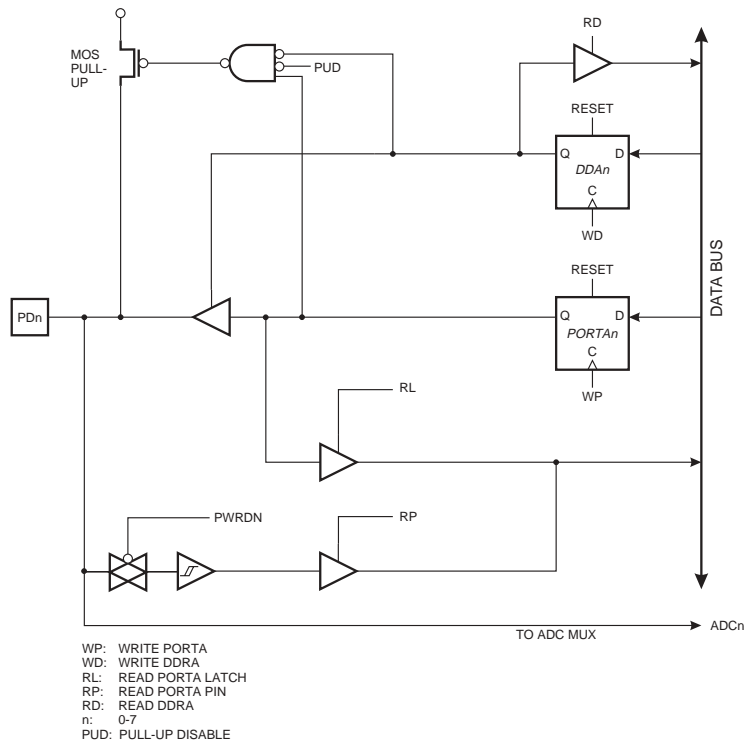 RD
MOS
PULL-
UP
PUD
RESET
Q D
DDAn
C
WD
RESET
PDn
Q D
PORTAn
C
WP
DATA BUS
RL
PWRDN
RP
TO ADC MUX
ADCn
WP: WRITE PORTA
WD: WRITE DDRA
RL: READ PORTA LATCH
RP: READ PORTA PIN
RD: READ DDRA
n: 0-7
PUD: PULL-UP DISABLE